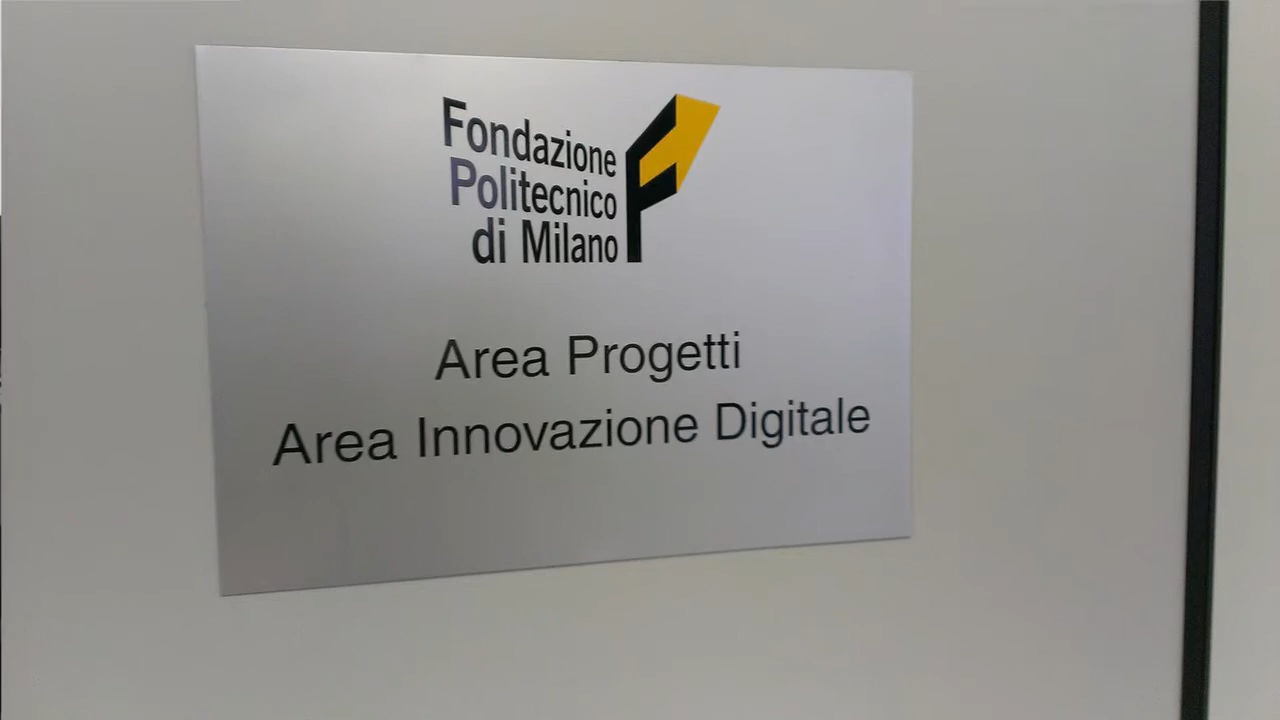 Fondazione
Politecnico
di Milano
Area Progetti
Area Innovazione Digitale